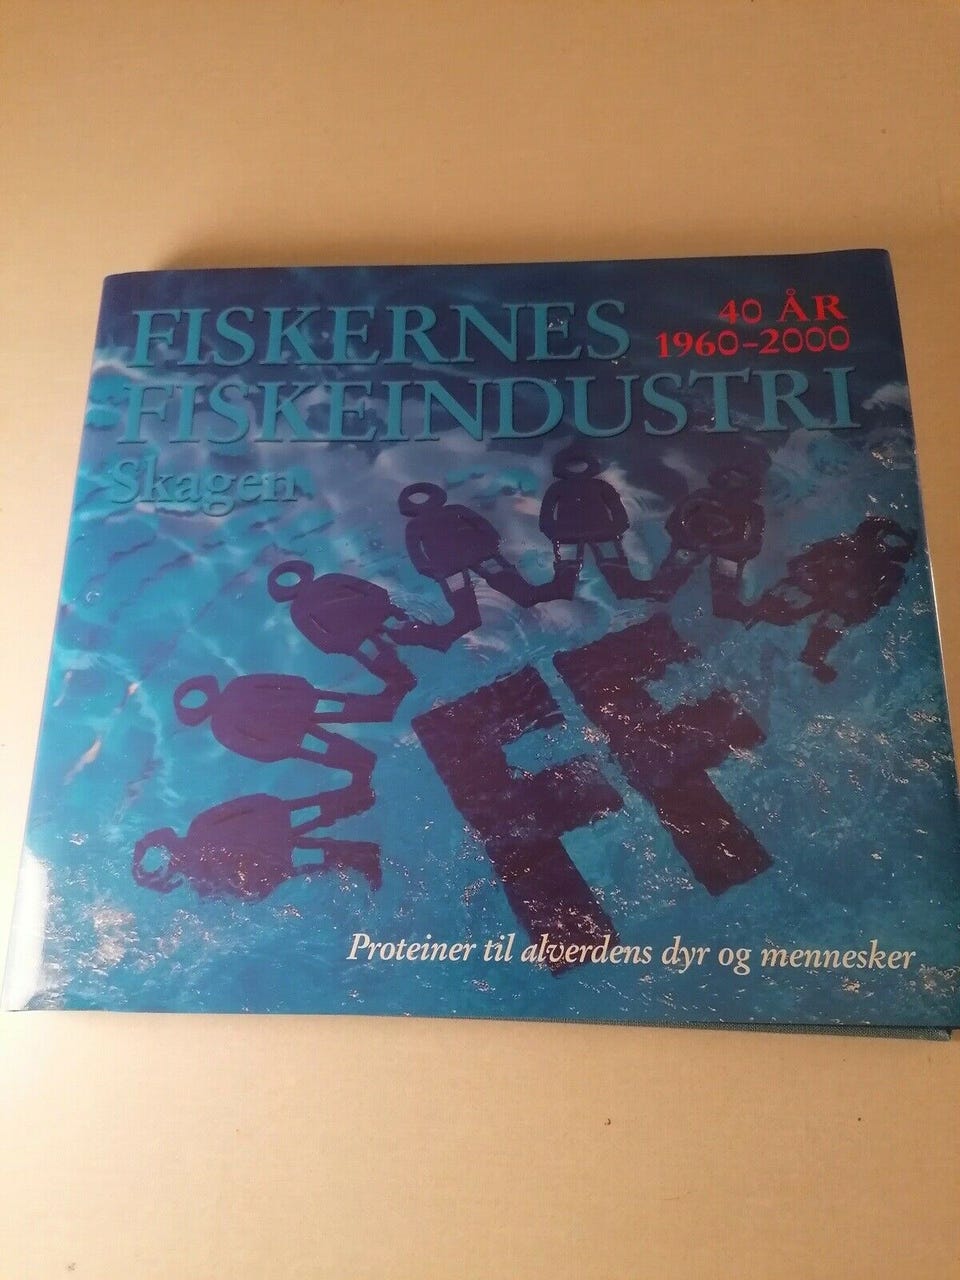 FISKERNES
40 ÅR
1960-2000
FISKEINDUSTRI
Skagen
FF
Proteiner til alverdens dyr og mennesker